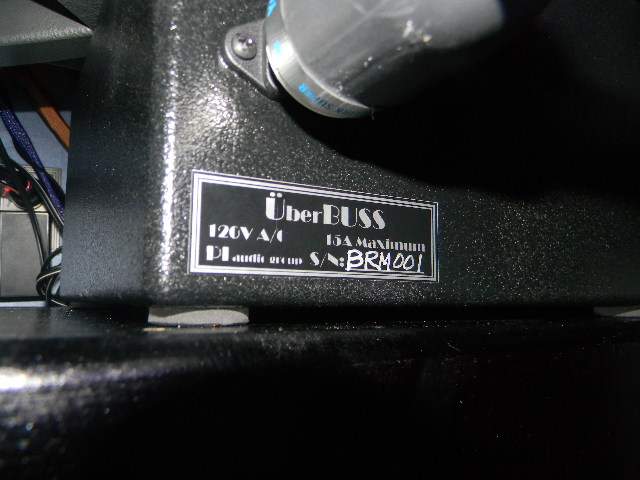 ÜberBUSS
120V A/C 15A Maximum
PI audio group S/N: BRM001